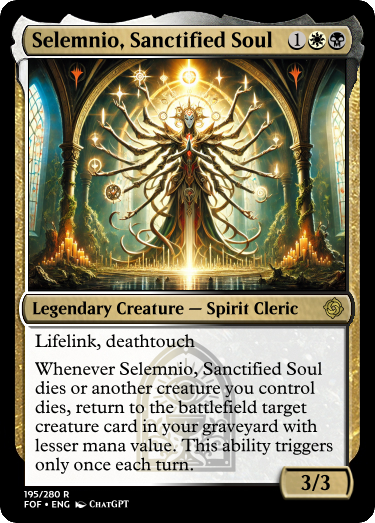 Selemnio, Sanctified Soul 1
Legendary Creature — Spirit Cleric
Lifelink, deathtouch
Whenever Selemnio, Sanctified Soul
dies or another creature you control
dies, return to the battlefield target
creature card in your graveyard with
lesser mana value. This ability triggers
only once each turn.
3/3
195/280 R
FOF • ENG ChatGPT